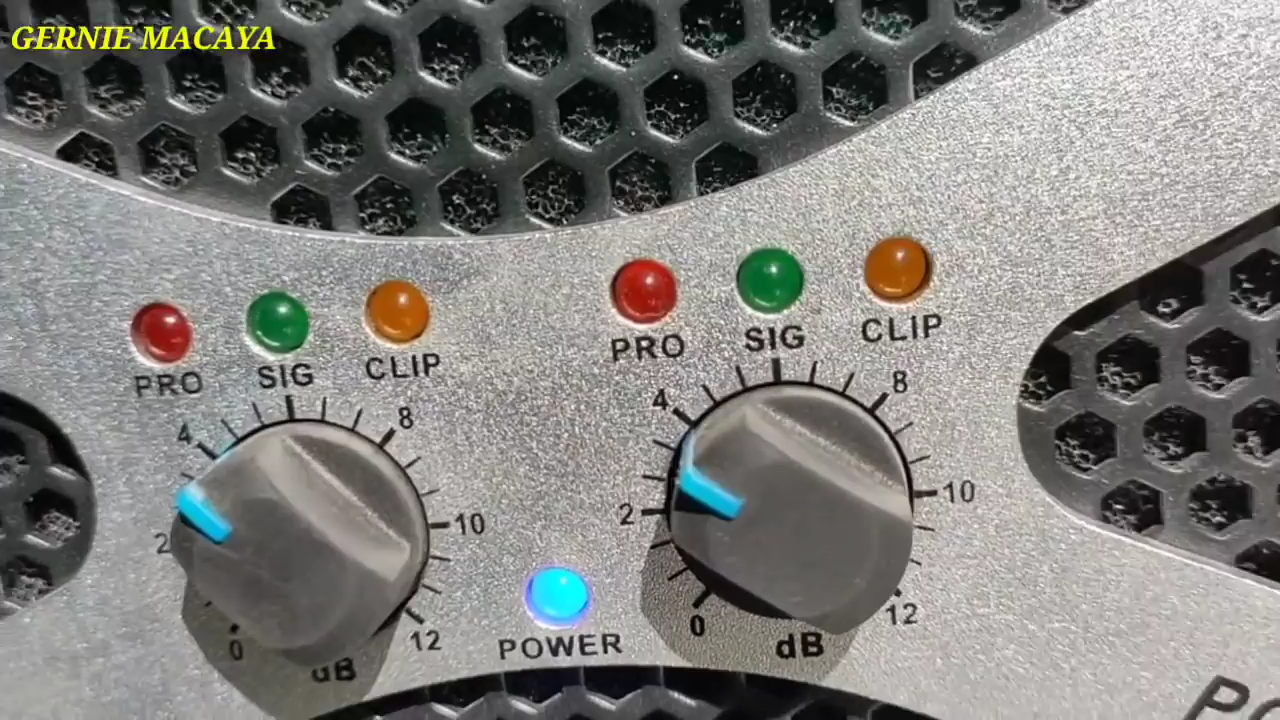 GERNIE MACAYA
PRO SIG CLIP
PRO SIG CLIP
4 8
2 10
0 12
dB
4 8
2 10
0 12
dB
POWER